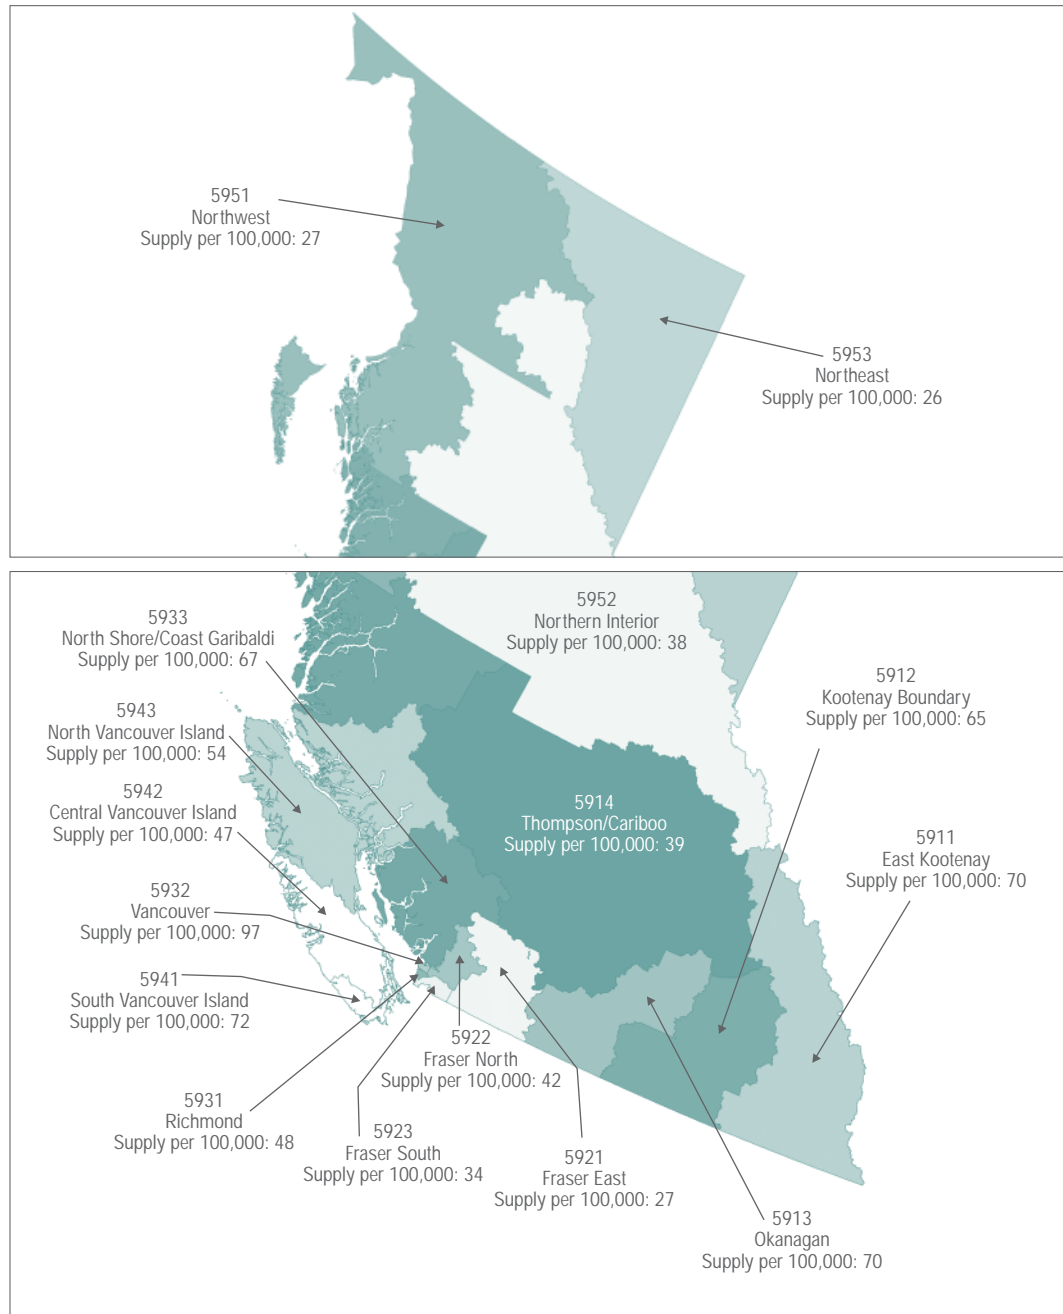 5951
Northwest
Supply per 100,000: 27
5953
Northeast
Supply per 100,000: 26
5952
Northern Interior
Supply per 100,000: 38
5933
North Shore/Coast Garibaldi
Supply per 100,000: 67
5912
Kootenay Boundary
Supply per 100,000: 65
5943
North Vancouver Island
Supply per 100,000: 54
5942
Central Vancouver Island
Supply per 100,000: 47
5914
Thompson/Cariboo
Supply per 100,000: 39
5911
East Kootenay
Supply per 100,000: 70
5932
Vancouver
Supply per 100,000: 97
5941
South Vancouver Island
Supply per 100,000: 72
5922
Fraser North
Supply per 100,000: 42
5931
Richmond
Supply per 100,000: 48
5923
Fraser South
Supply per 100,000: 34
5921
Fraser East
Supply per 100,000: 27
5913
Okanagan
Supply per 100,000: 70